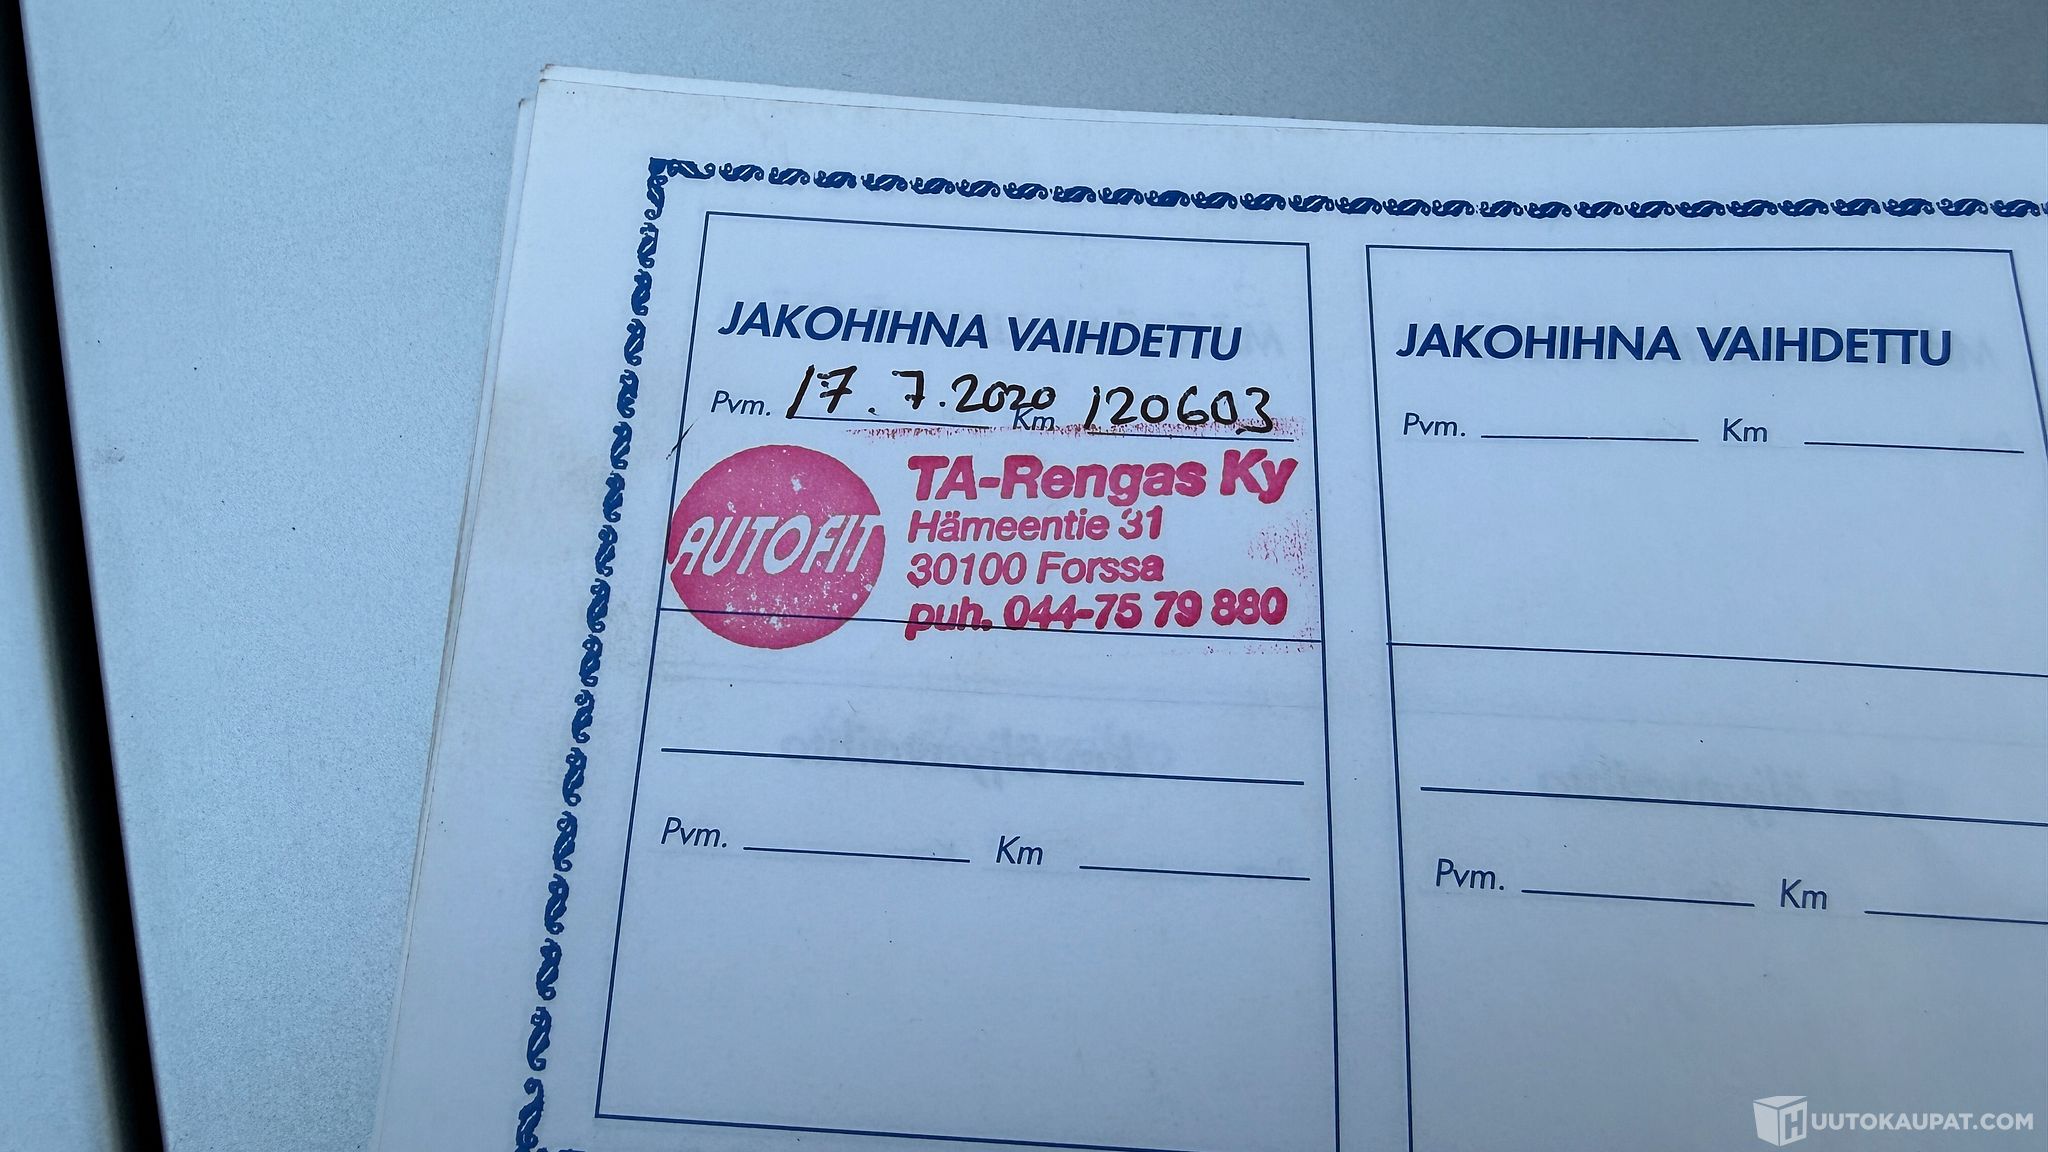 JAKOHIHNA VAIHDETTU
Pvm. 17.7.2020 Km 120603
AUTOFIT
TA-Rengas Ky
Hämeentie 31
30100 Forssa
puh. 044-75 79 880
Pvm. Km
JAKOHIHNA VAIHDETTU
Pvm. Km
Pvm. Km
HUUTOKAUPAT.COM